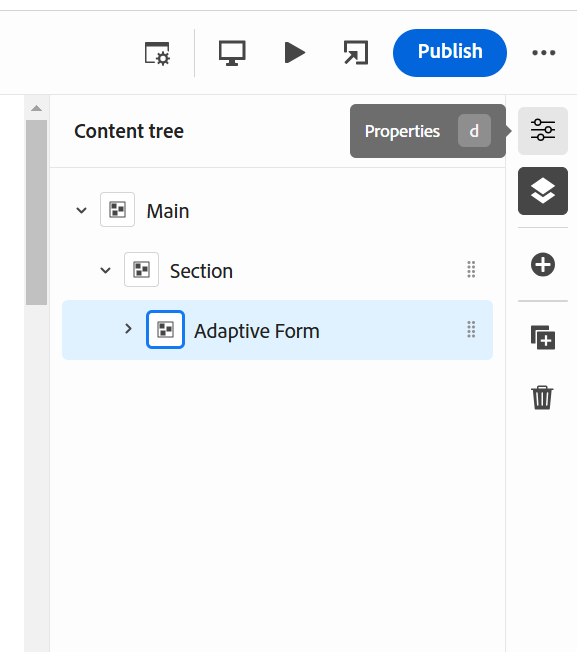 Publish
Content tree
Properties d
Main
Section
Adaptive Form